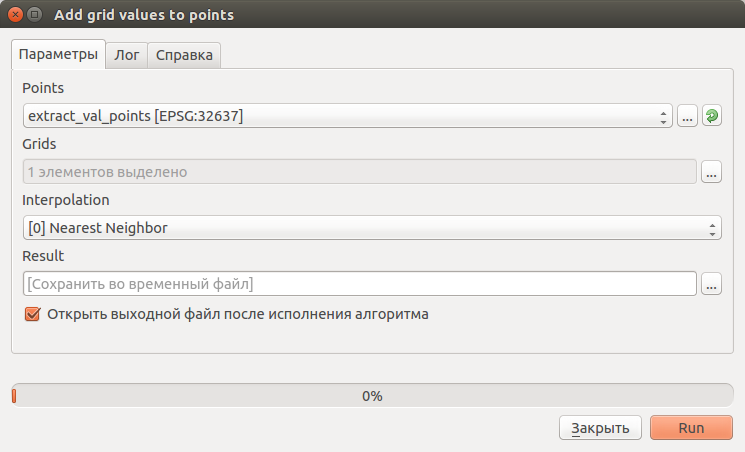 Add grid values to points
Параметры Лог Справка
Points
extract_val_points [EPSG:32637]
...
Grids
1 элементов выделено
...
Interpolation
[0] Nearest Neighbor
Result
[Сохранить во временный файл]
...
Открыть выходной файл после исполнения алгоритма
0%
Закрыть Run